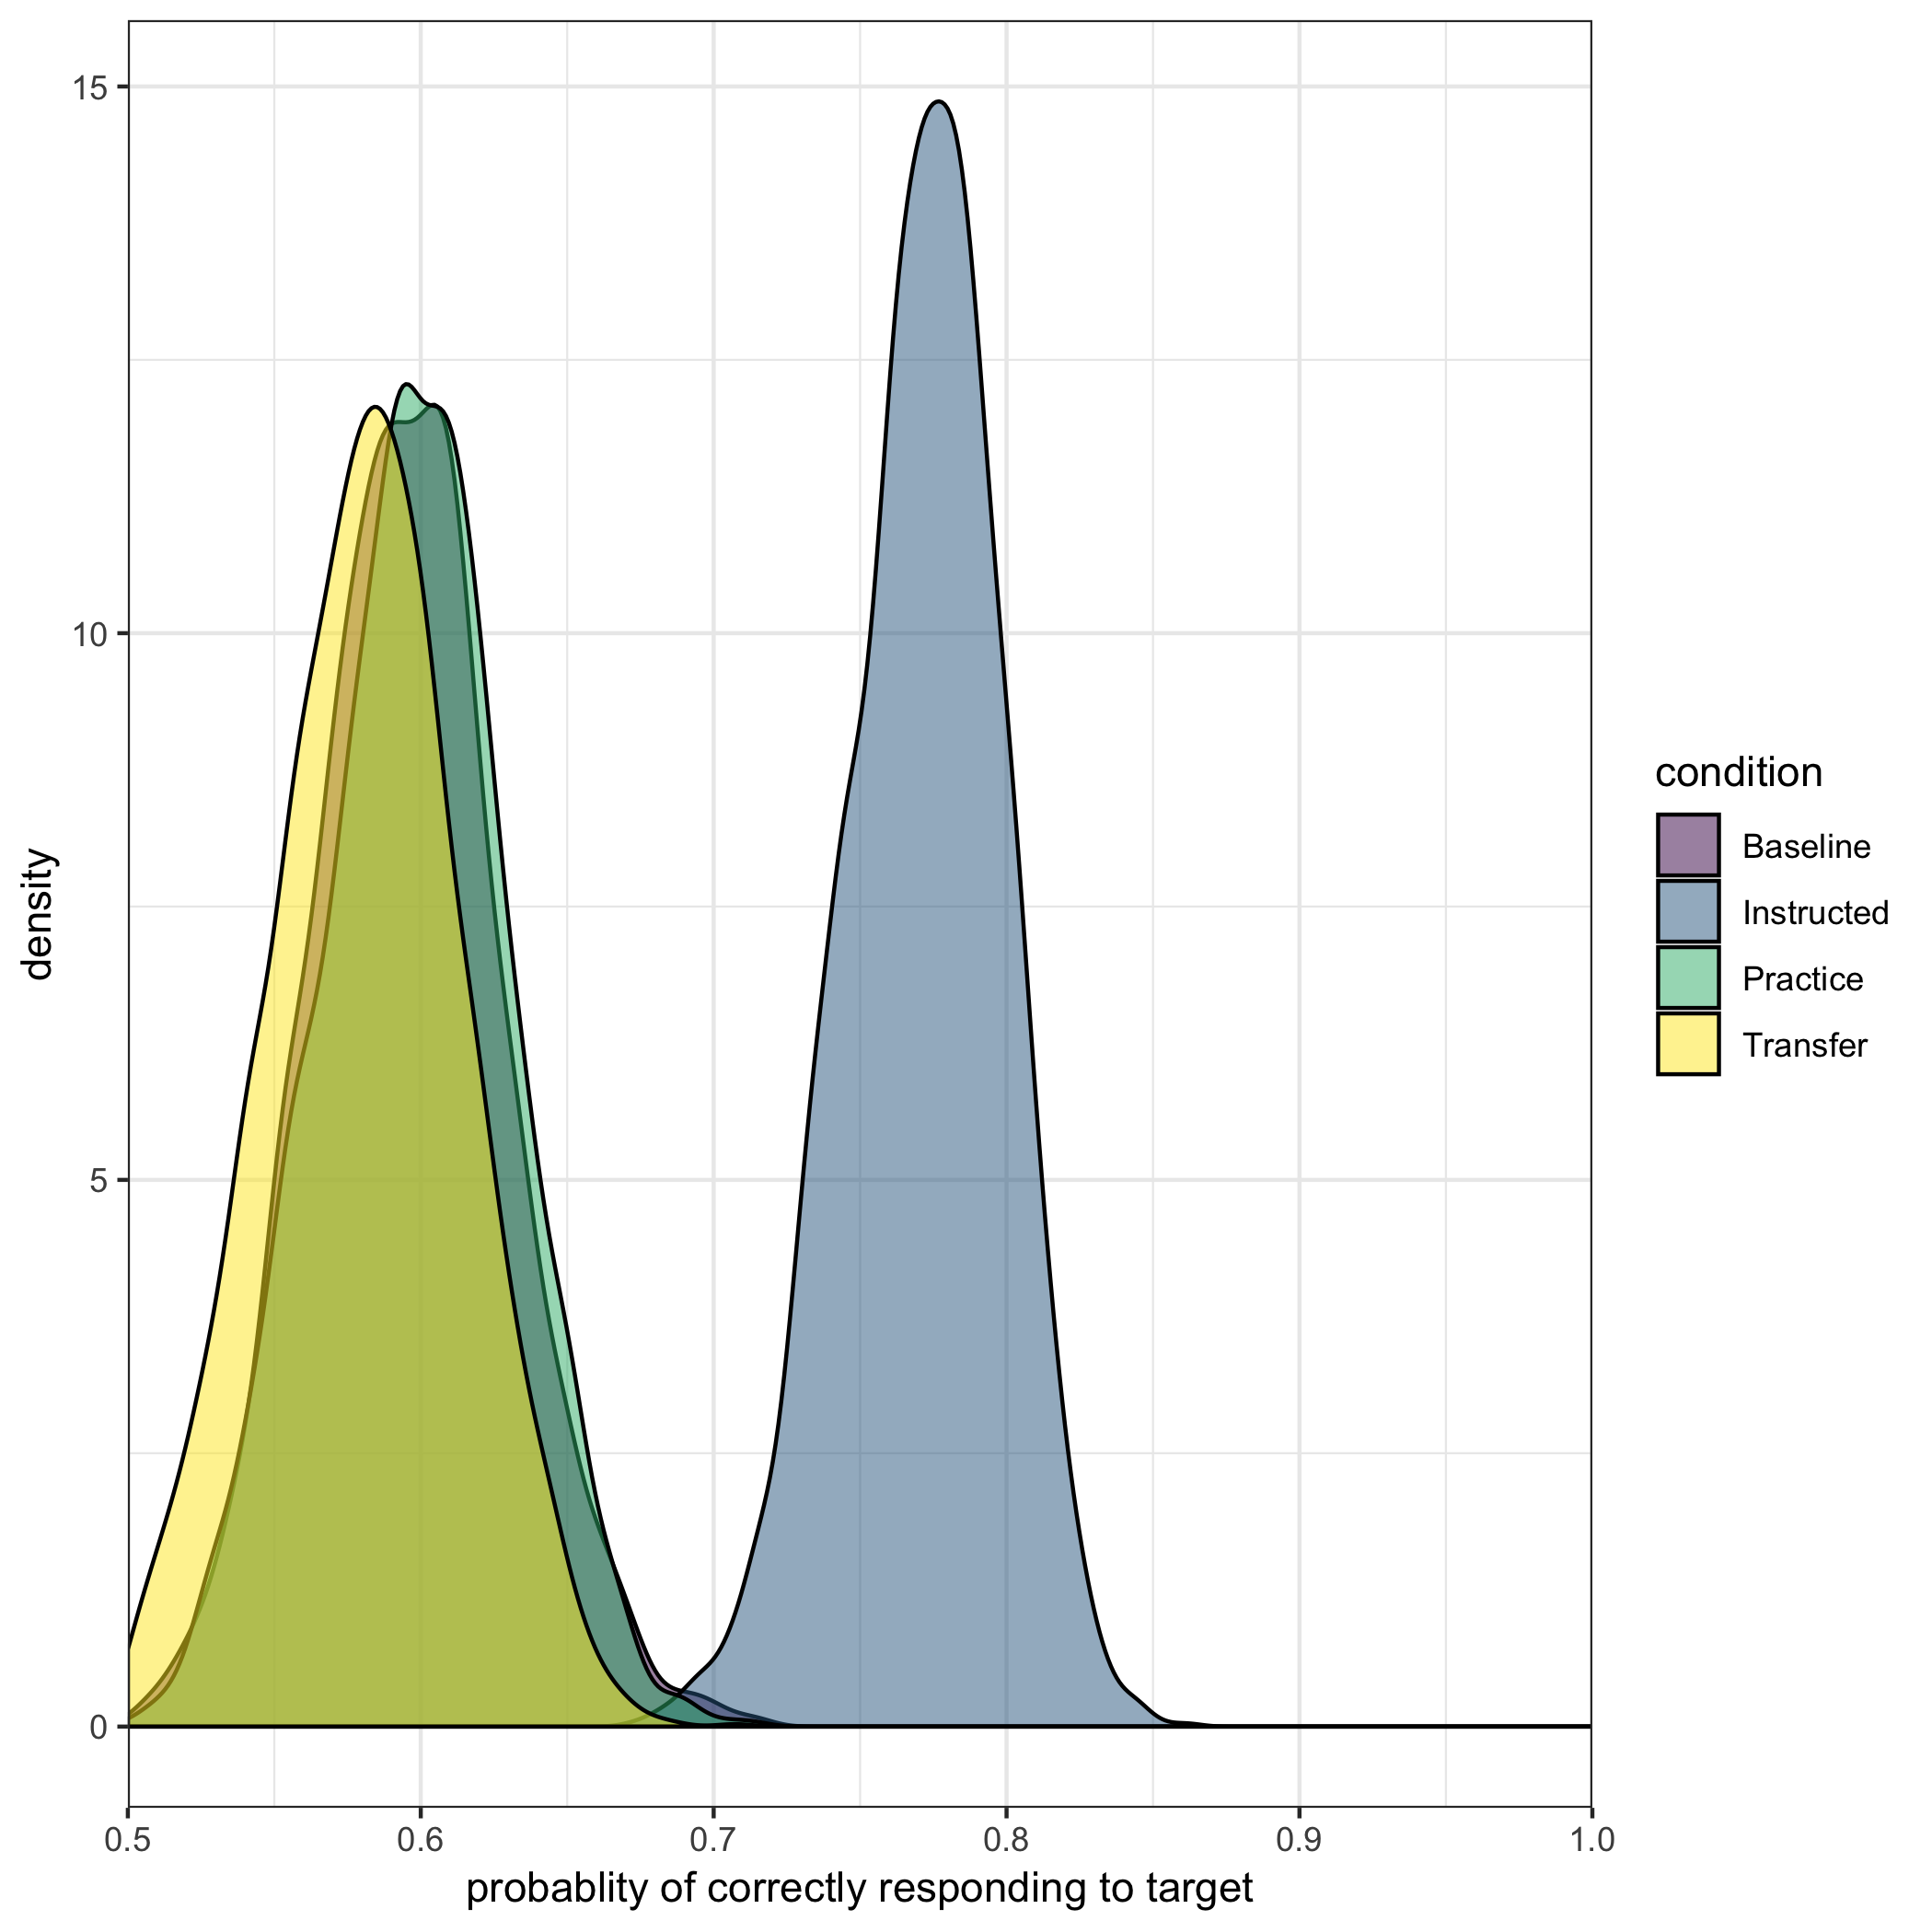 15
10
5
0
density
0.5 0.6 0.7 0.8 0.9 1.0
probablity of correctly responding to target
condition
Baseline
Instructed
Practice
Transfer